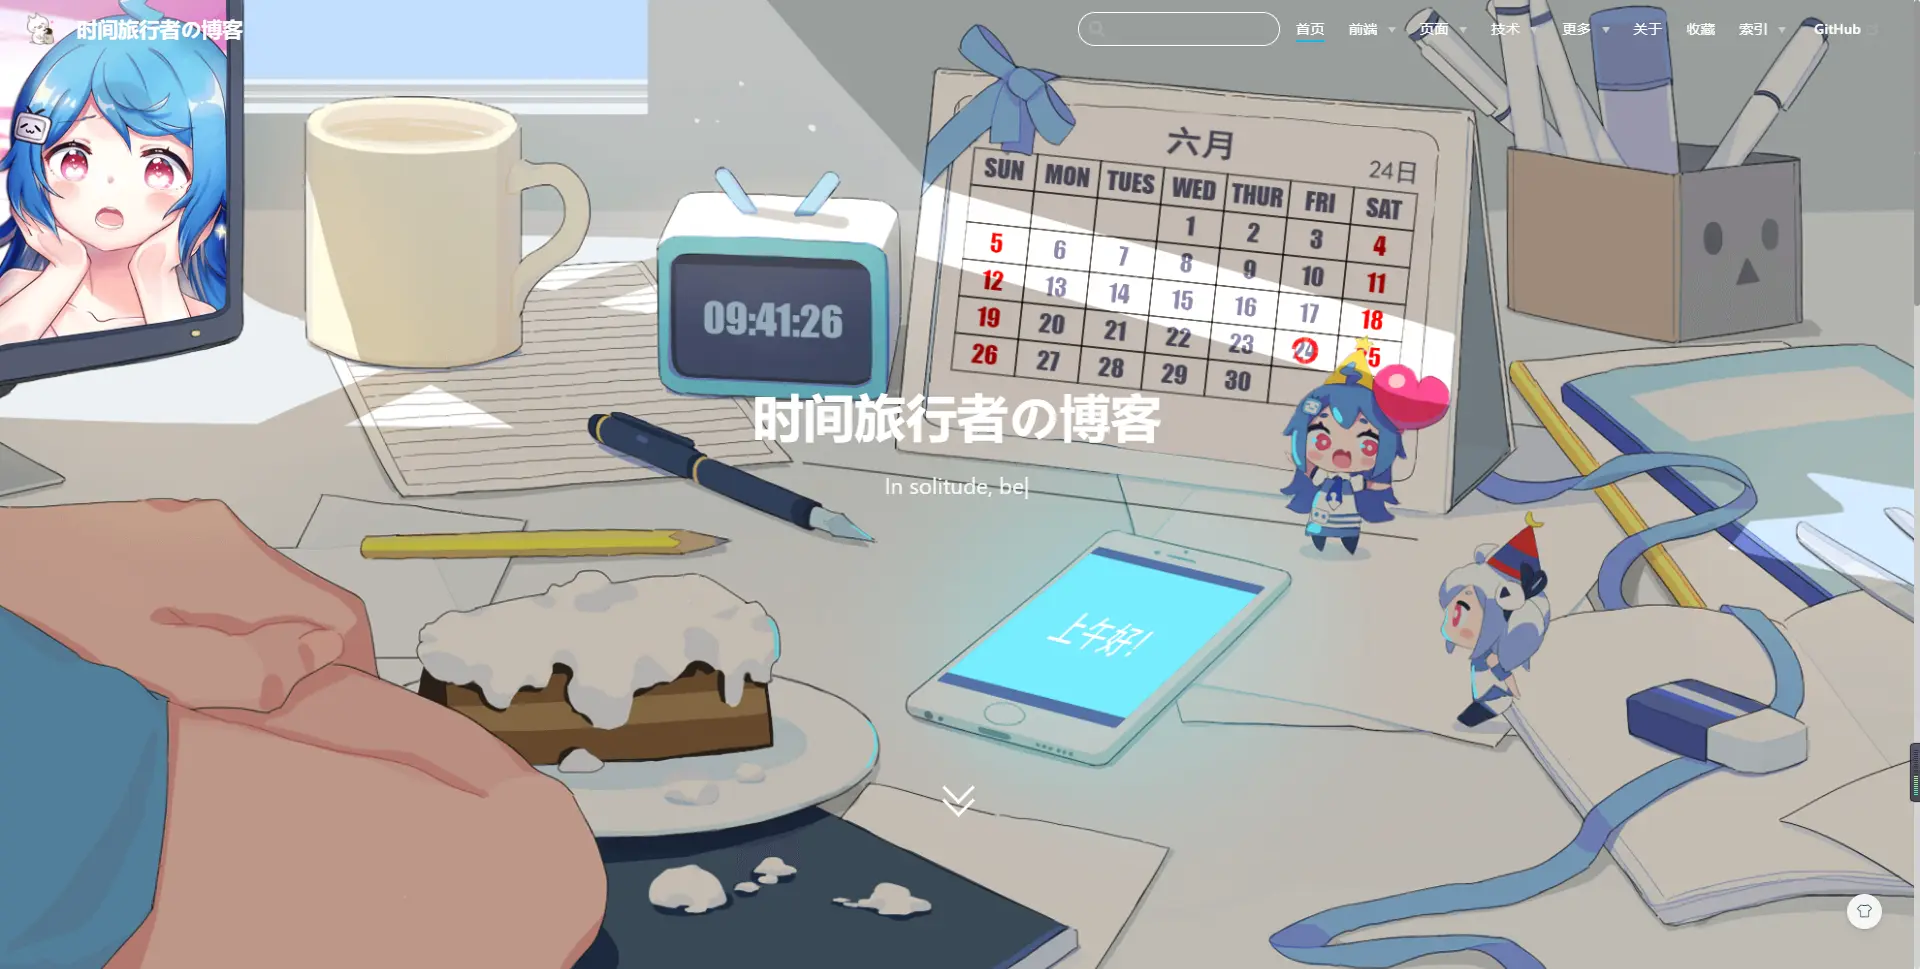 时间旅行者の博客
首页 前端 页面 技术 更多 关于 收藏 索引 GitHub
六月
24日
SUN MON TUES WED THUR FRI SAT
1 2 3 4
5 6 7 8 9 10 11
12 13 14 15 16 17 18
19 20 21 22 23 24 25
26 27 28 29 30
09:41:26
时间旅行者の博客
In solitude, be|
上午好!